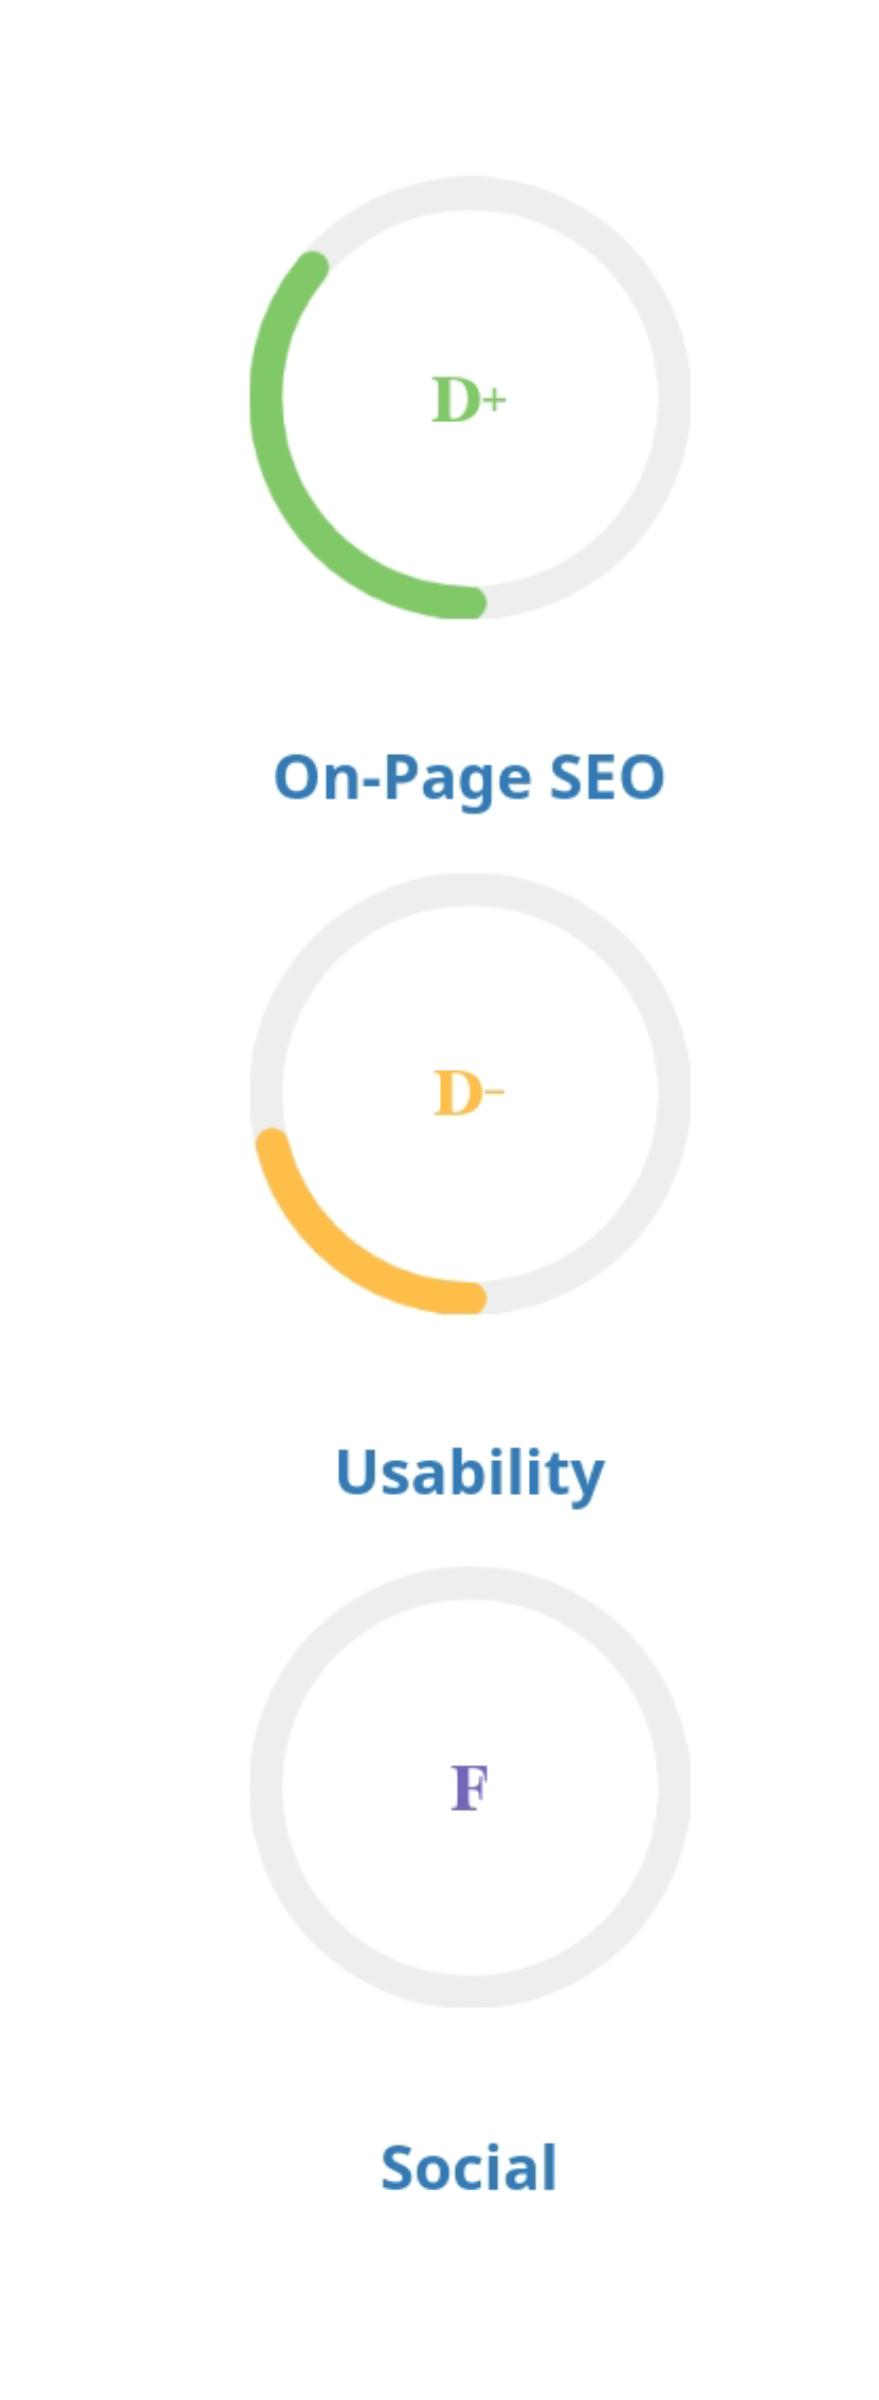 D+
On-Page SEO
D-
Usability
F
Social